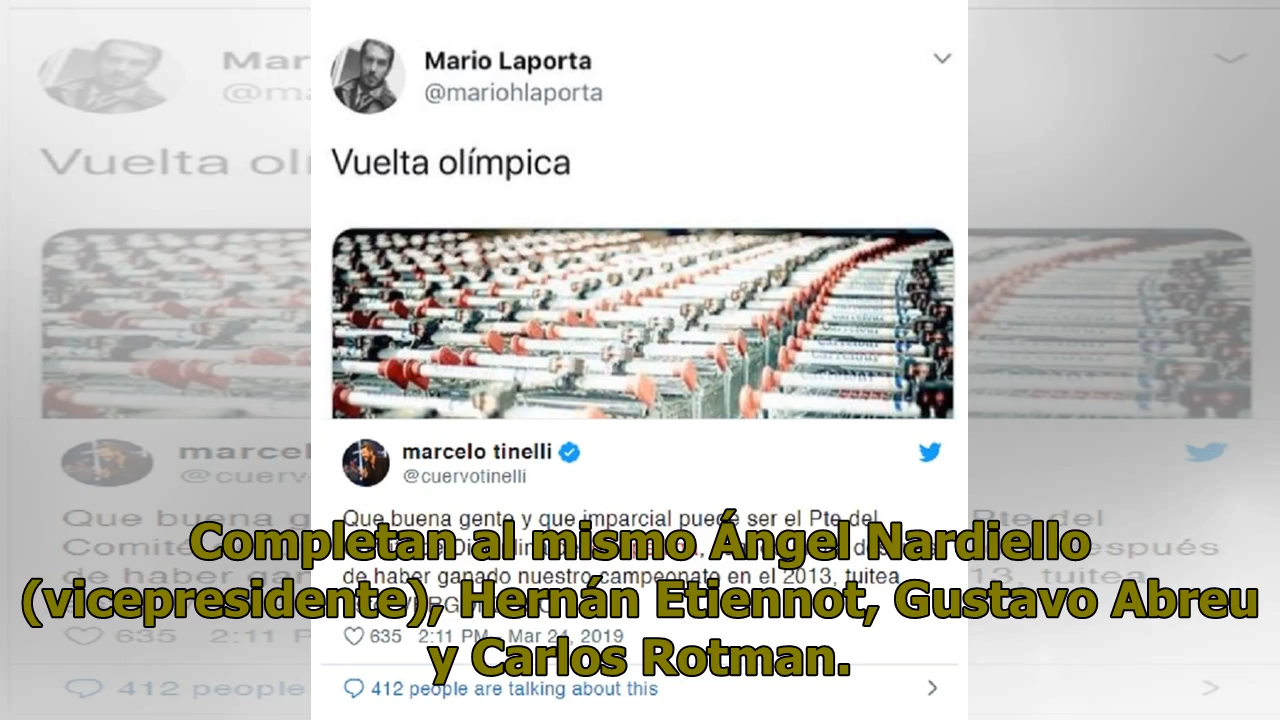 Mario Laporta
@mariohlaporta
Vuelta olímpica
marcelo tinelli
@cuervotinelli
Que buena gente y que imparcial puede ser el Pte del
de haber ganado nuestro campeonato en el 2013, tuitea
635 2:11 PM - Mar 24, 2019
412 people are talking about this
Completan al mismo Ángel Nardiello
(vicepresidente), Hernán Etiennot, Gustavo Abreu
y Carlos Rotman.